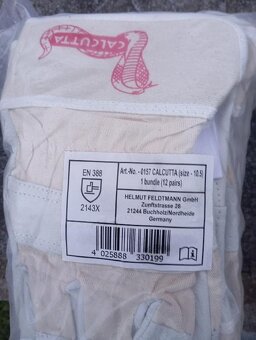 CALCUTTA
EN 388
2143X
Art.-No. -0157 CALCUTTA (size - 10.5)
1 bundle (12 pairs)
HELMUT FELDTMANN GmbH
Zunftstrasse 28
21244 Buchholz/Nordheide
Germany
4 025888 330199